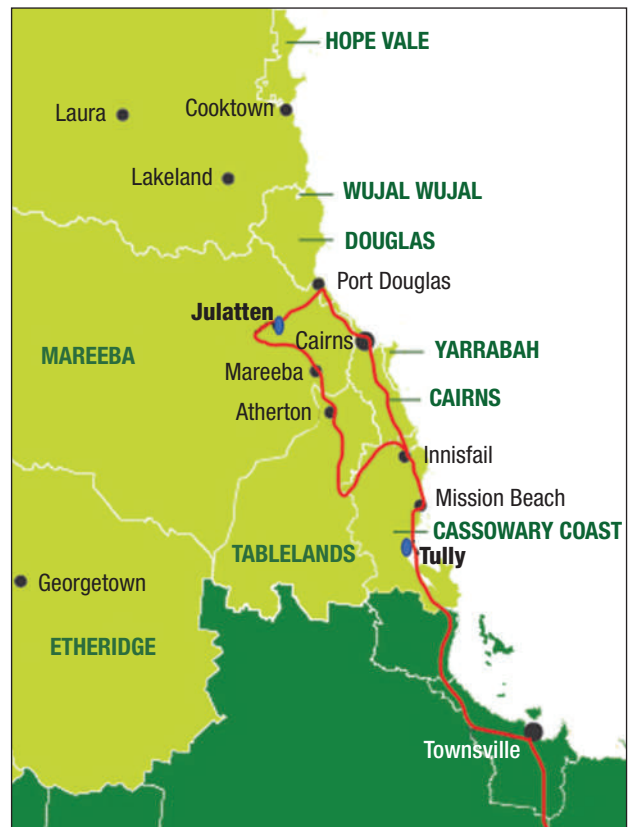 HOPE VALE
Laura
Cooktown
Lakeland
WUJAL WUJAL
DOUGLAS
Port Douglas
Julatten
Cairns
YARRABAH
MAREEBA
Mareeba
CAIRNS
Atherton
Innisfail
Mission Beach
CASSOWARY COAST
TABLELANDS
Tully
Georgetown
ETHERIDGE
Townsville